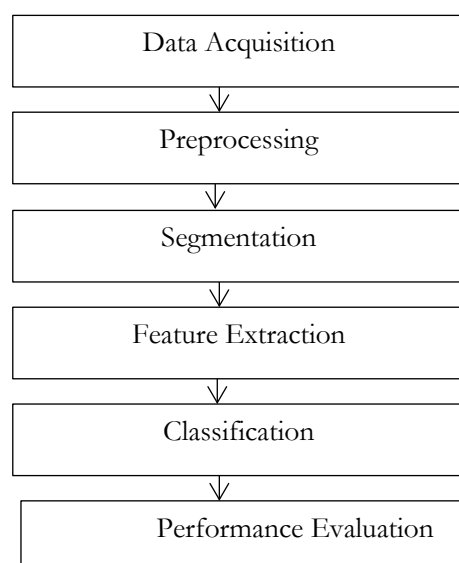 Data Acquisition
Preprocessing
Segmentation
Feature Extraction
Classification
Performance Evaluation